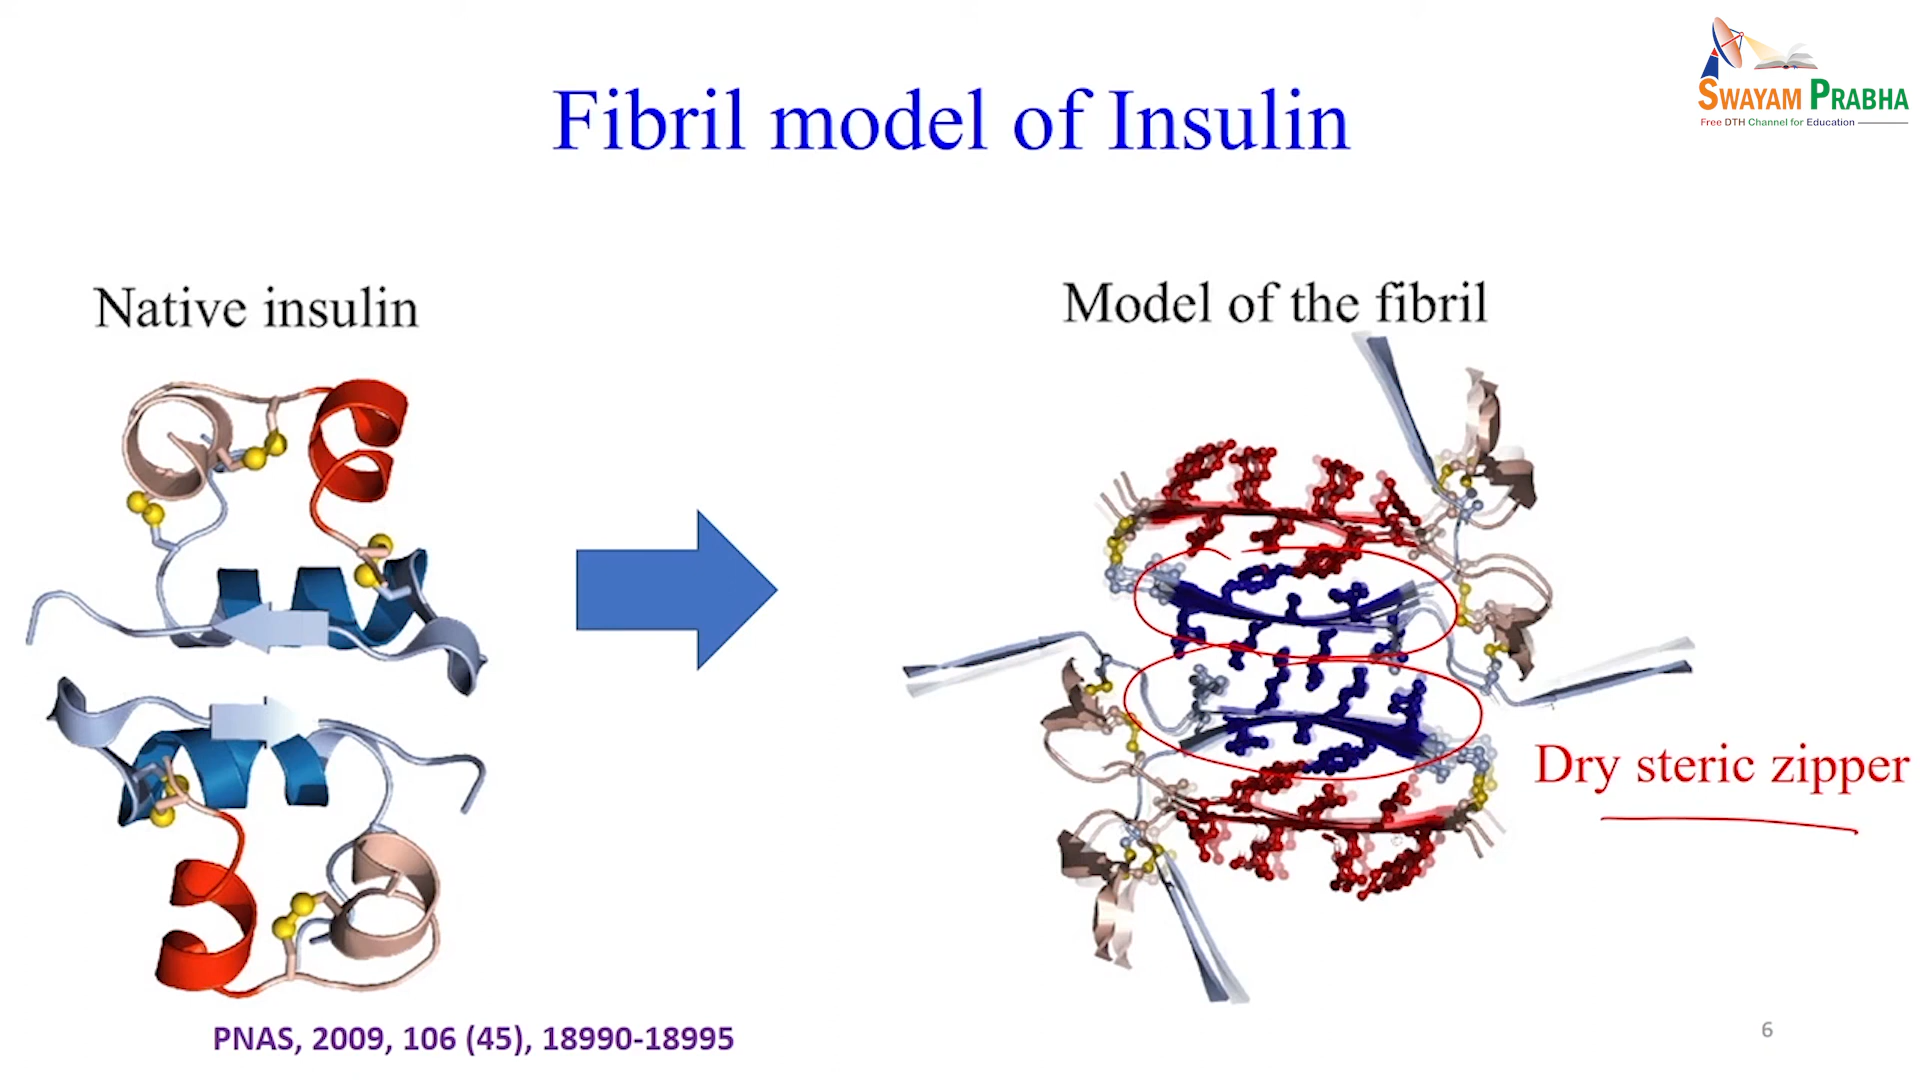 SWAYAM PRABHA
Free DTH Channel for Education
Fibril model of Insulin
Native insulin
Model of the fibril
Dry steric zipper
PNAS, 2009, 106 (45), 18990-18995
6